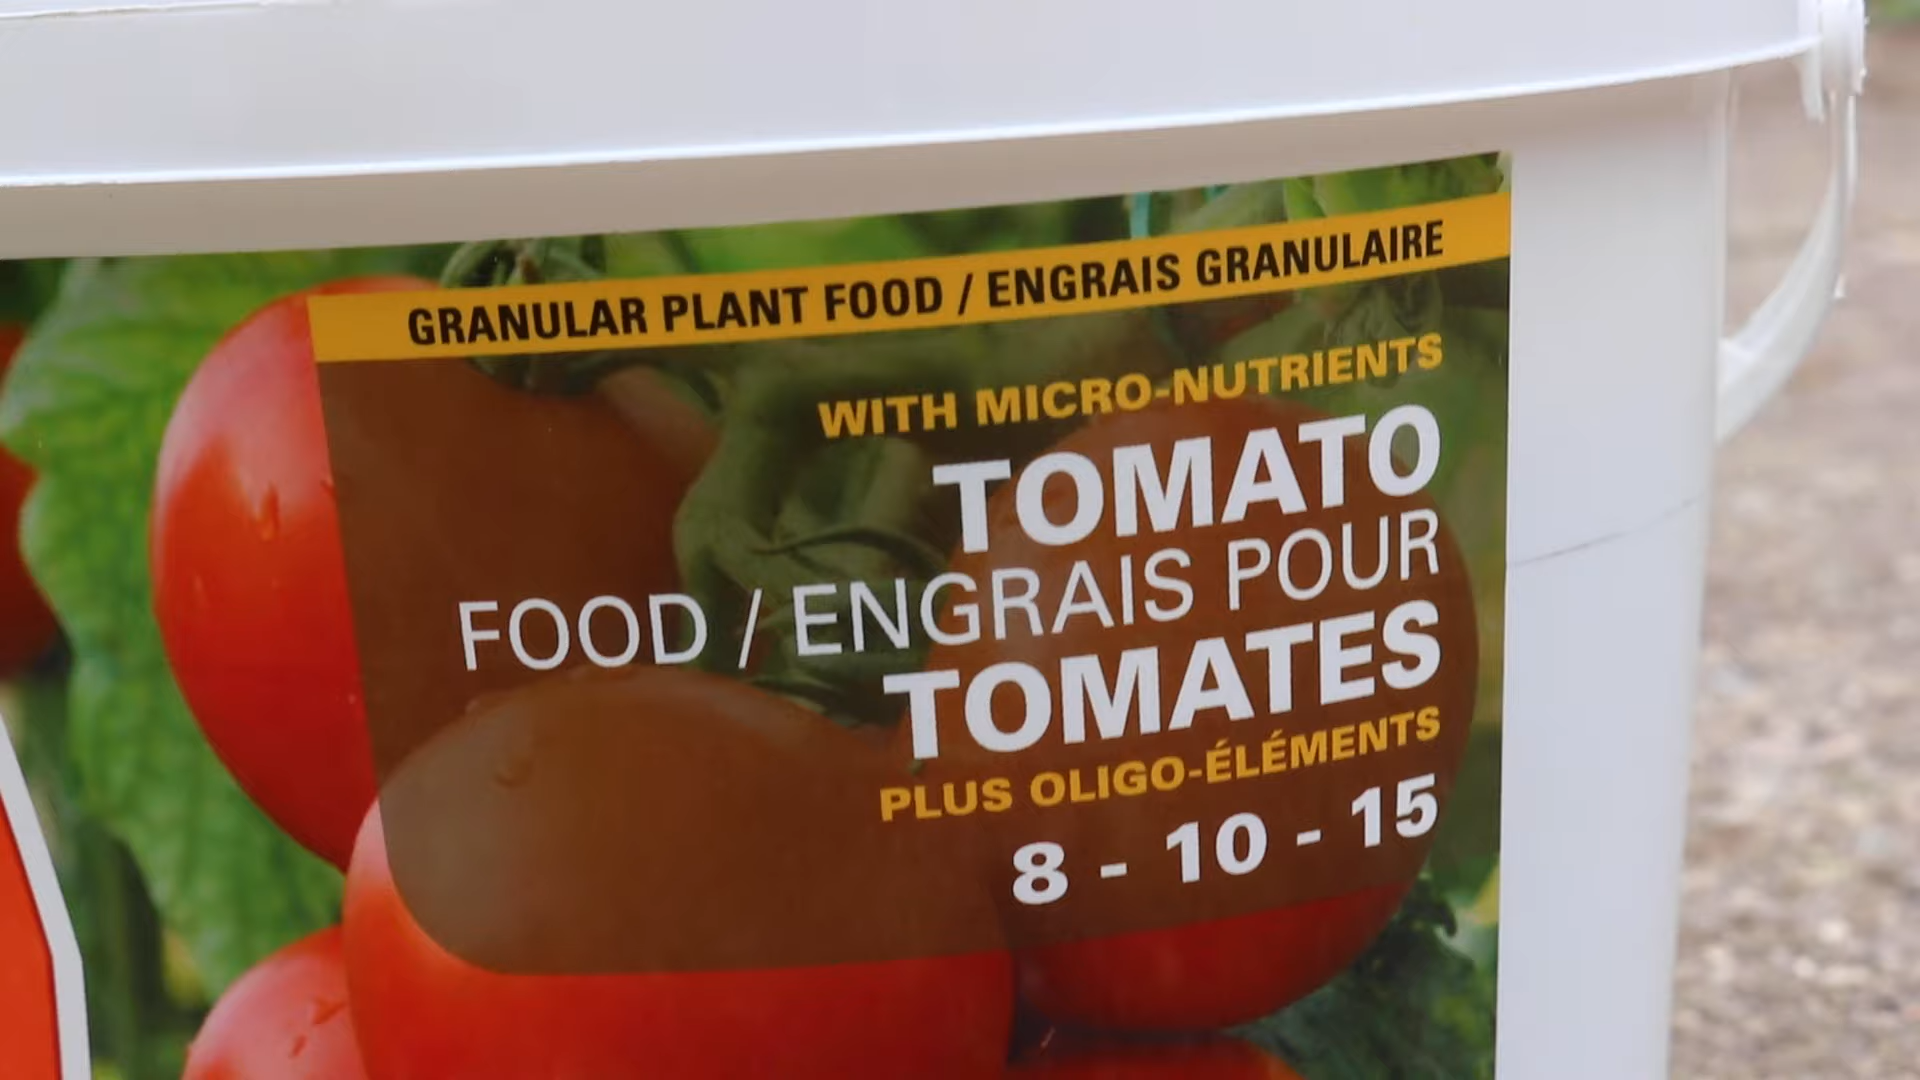 GRANULAR PLANT FOOD / ENGRAIS GRANULAIRE
WITH MICRO-NUTRIENTS
TOMATO
FOOD / ENGRAIS POUR
TOMATES
PLUS OLIGO-ÉLÉMENTS
8 - 10 - 15